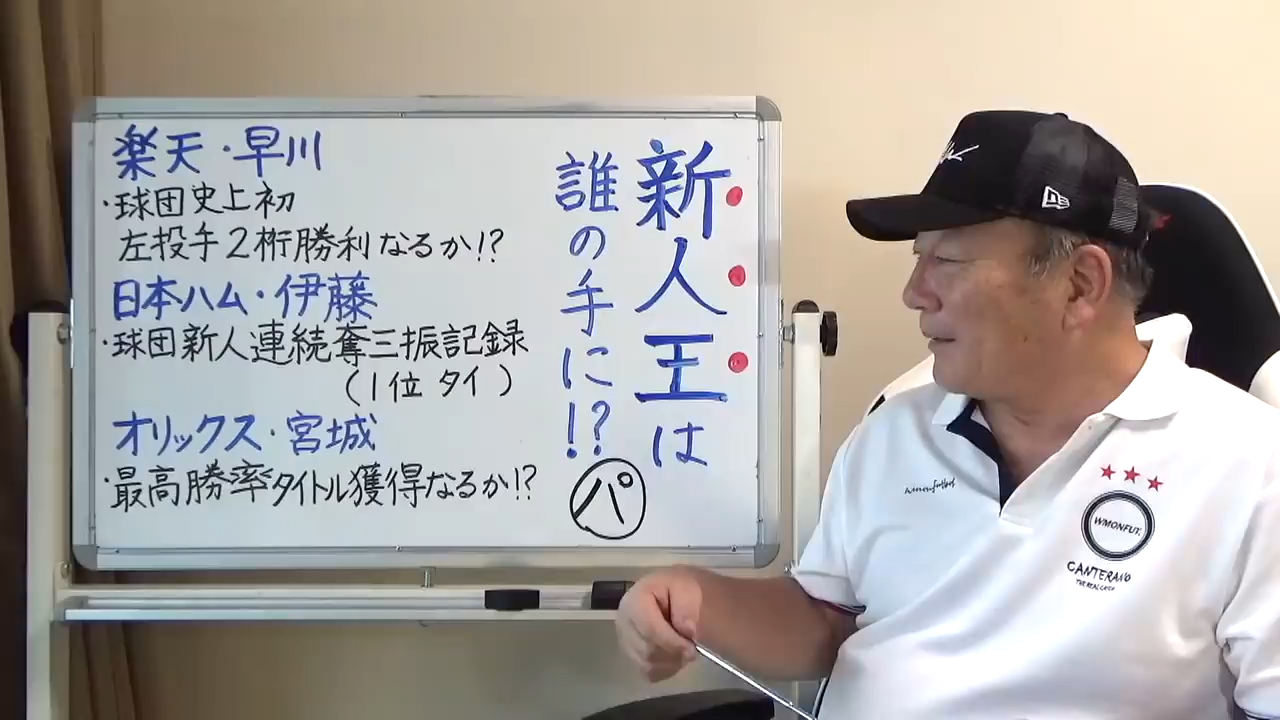 新人王は
誰の手に!?
パ
楽天・早川
・球団史上初
左投手2桁勝利なるか!?
日本ハム・伊藤
・球団新人連続奪三振記録
(1位タイ)
オリックス・宮城
・最高勝率タイトル獲得なるか!?
WMONFUT.
CANTERANO